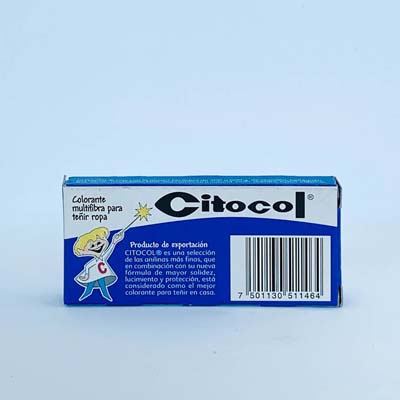 Colorante
multifibra para
teñir ropa
Citocol®
Producto de exportación
CITOCOL® es una selección
de las anilinas más finas, que
en combinación con su nueva
fórmula de mayor solidez,
lucimiento y protección, está
considerado como el mejor
colorante para teñir en casa.
C
7 501130 511464